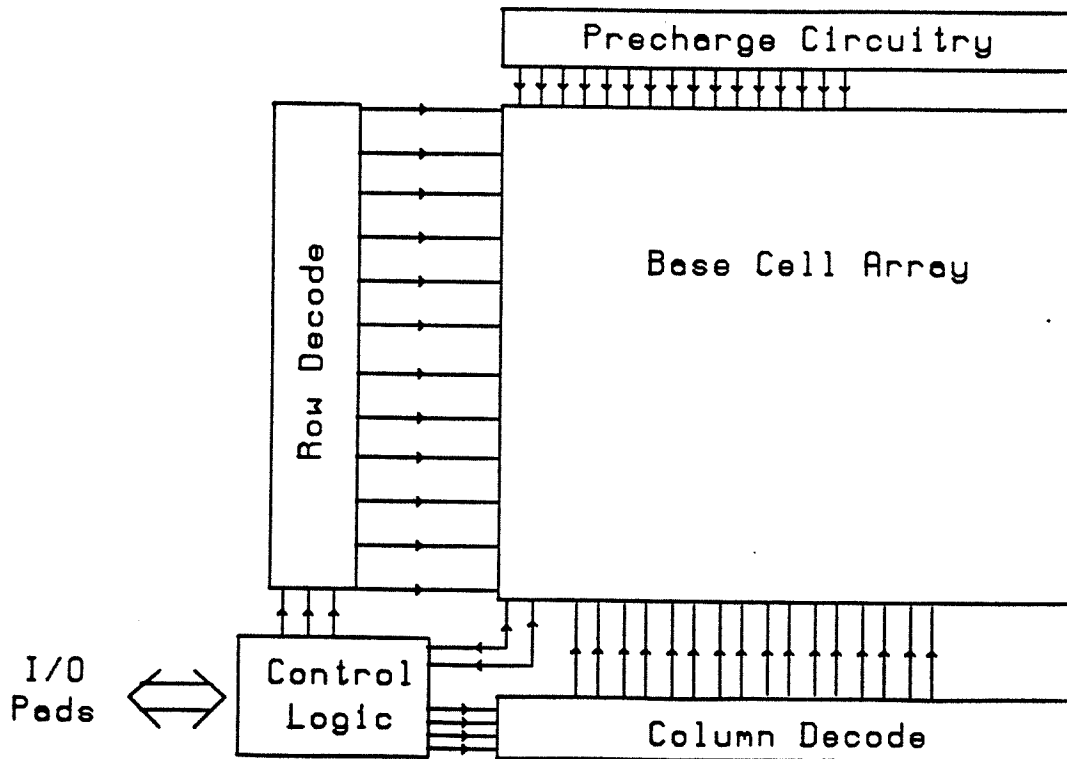 Precharge Circuitry
Base Cell Array
Row Decode
I/O
Pads
Control
Logic
Column Decode